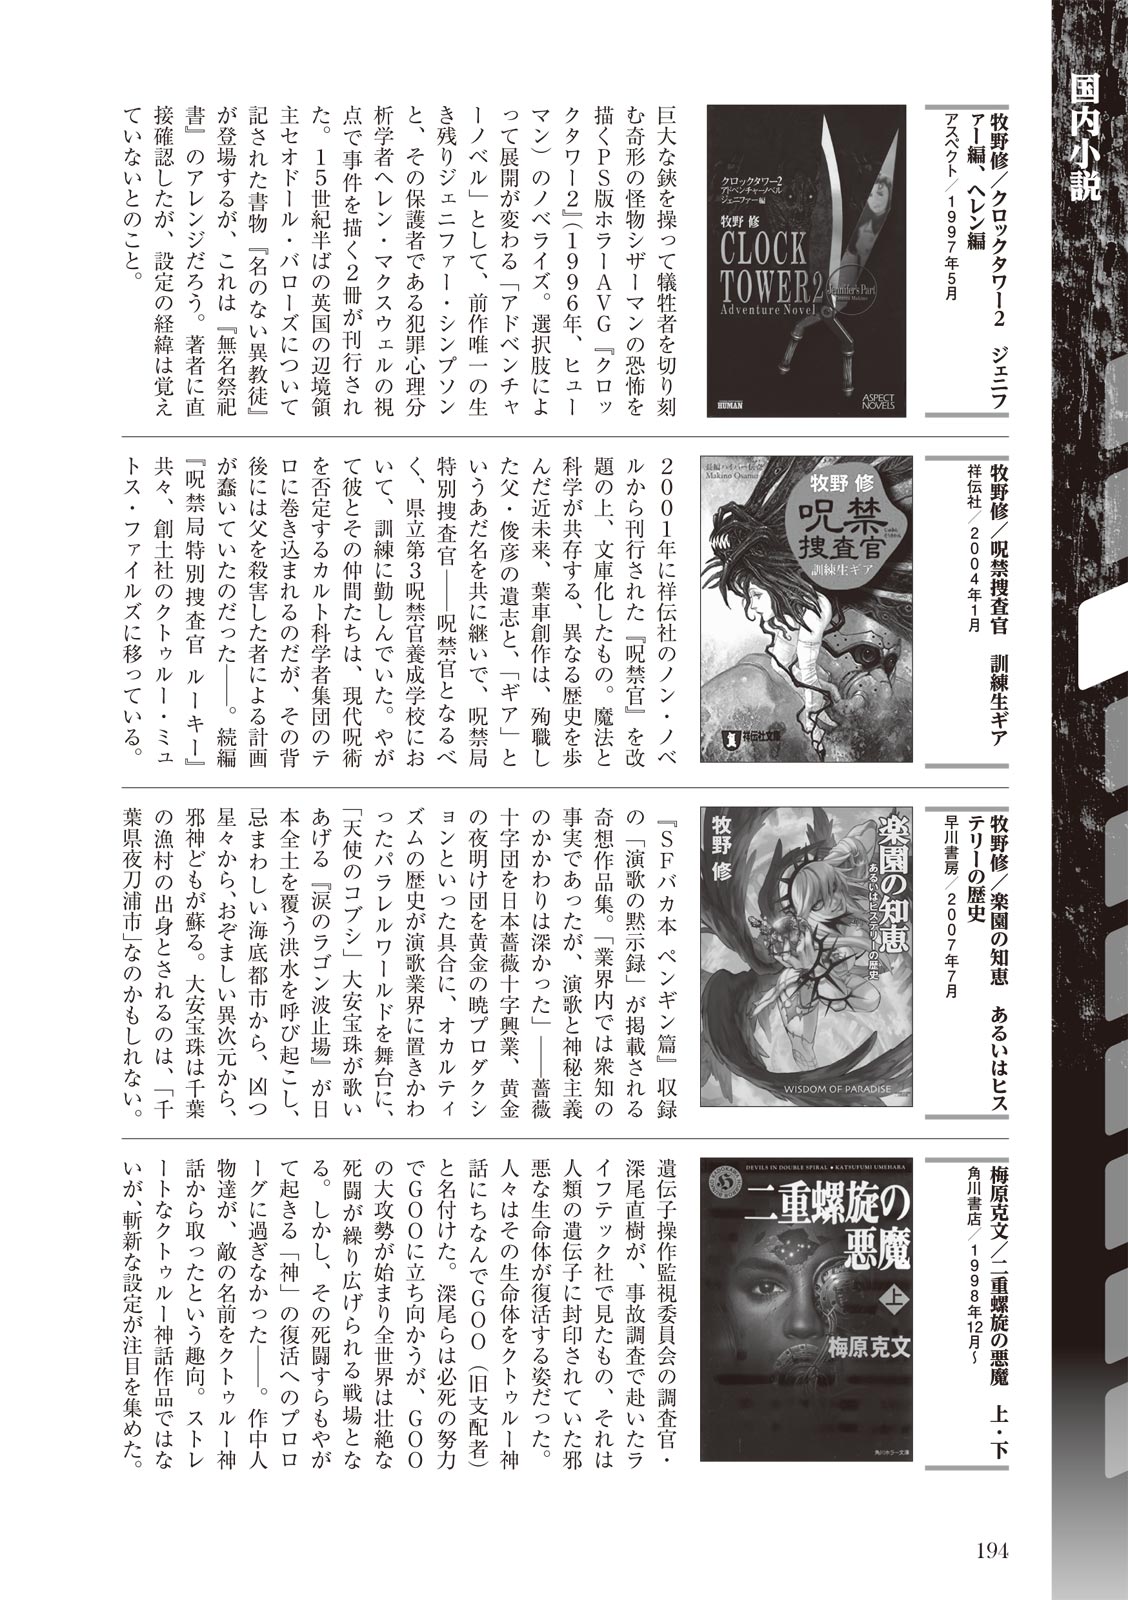 国内小説
牧野修／クロックタワー2　ジェニフ
ァー編、ヘレン編
アスペクト／1997年5月
クロックタワー2
アドベンチャーノベル
ジェニファー編
牧野 修
CLOCK
TOWER2
Adventure Novel
Jennifer's Part
HUMAN
ASPECT
NOVELS
巨大な鋏を操って犠牲者を切り刻
む奇形の怪物シザーマンの恐怖を
描くPS版ホラーAVG『クロッ
クタワー2』(1996年、ヒュー
マン）のノベライズ。選択肢によ
って展開が変わる「アドベンチャ
ーノベル」として、前作唯一の生
き残りジェニファー・シンプソン
と、その保護者である犯罪心理分
析学者ヘレン・マクスウェルの視
点で事件を描く2冊が刊行され
た。15世紀半ばの英国の辺境領
主セオドール・バローズについて
記された書物『名のない異教徒』
が登場するが、これは『無名祭祀
書』のアレンジだろう。著者に直
接確認したが、設定の経緯は覚え
ていないとのこと。
牧野修／呪禁捜査官　訓練生ギア
祥伝社／2004年1月
長編ハイパー伝奇
Makino Osamu
牧野 修
呪禁
捜査官
訓練生ギア
祥伝社文庫
2001年に祥伝社のノン・ノベ
ルから刊行された『呪禁官』を改
題の上、文庫化したもの。魔法と
科学が共存する、異なる歴史を歩
んだ近未来、葉車創作は、殉職し
た父・俊彦の遺志と、「ギア」と
いうあだ名を共に継いで、呪禁局
特別捜査官――呪禁官となるべ
く、県立第3呪禁官養成学校にお
いて、訓練に勤しんでいた。やが
て彼とその仲間たちは、現代呪術
を否定するカルト科学者集団のテ
ロに巻き込まれるのだが、その背
後には父を殺害した者による計画
が蠢いていたのだった――。続編
『呪禁局特別捜査官 ルーキー』
共々、創土社のクトゥルー・ミュ
トス・ファイルズに移っている。
牧野修／楽園の知恵　あるいはヒス
テリーの歴史
早川書房／2007年7月
牧野 修
楽園の知恵
あるいはヒステリーの歴史
WISDOM OF PARADISE
『SFバカ本 ペンギン篇』収録
の「演歌の黙示録」が掲載される
奇想作品集。「業界内では衆知の
事実であったが、演歌と神秘主義
のかかわりは深かった」――薔薇
十字団を日本薔薇十字興業、黄金
の夜明け団を黄金の暁プロダクシ
ョンといった具合に、オカルティ
ズムの歴史が演歌業界に置きかわ
ったパラレルワールドを舞台に、
「天使のコブシ」大安宝珠が歌い
あげる『涙のラゴン波止場』が日
本全土を覆う洪水を呼び起こし、
忌まわしい海底都市から、凶つ
星々から、おぞましい異次元から、
邪神どもが蘇る。大安宝珠は千葉
の漁村の出身とされるのは、「千
葉県夜刀浦市」なのかもしれない。
梅原克文／二重螺旋の悪魔　上・下
角川書店／1998年12月〜
DEVILS IN DOUBLE SPIRAL ● KATSUFUMI UMEHARA
二重螺旋の
悪魔
上
梅原克文
角川ホラー文庫
遺伝子操作監視委員会の調査官・
深尾直樹が、事故調査で赴いたラ
イフテック社で見たもの、それは
人類の遺伝子に封印されていた邪
悪な生命体が復活する姿だった。
人々はその生命体をクトゥルー神
話にちなんでGOO（旧支配者）
と名付けた。深尾らは必死の努力
でGOOに立ち向かうが、GOO
の大攻勢が始まり全世界は壮絶な
死闘が繰り広げられる戦場とな
る。しかし、その死闘すらもやが
て起きる「神」の復活へのプロロ
ーグに過ぎなかった――。作中人
物達が、敵の名前をクトゥルー神
話から取ったという趣向。ストレ
ートなクトゥルー神話作品ではな
いが、斬新な設定が注目を集めた。
194